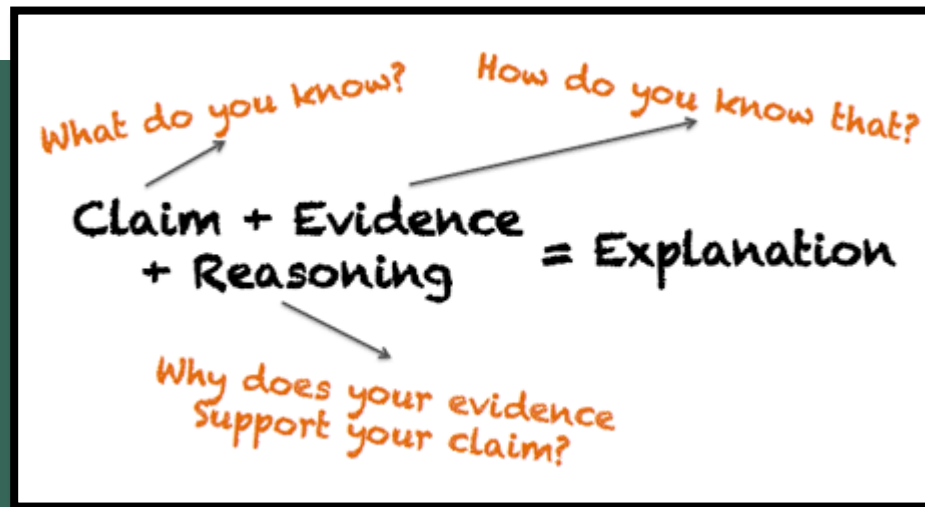 What do you know?
How do you know that?
Claim + Evidence
+ Reasoning
= Explanation
Why does your evidence
Support your claim?